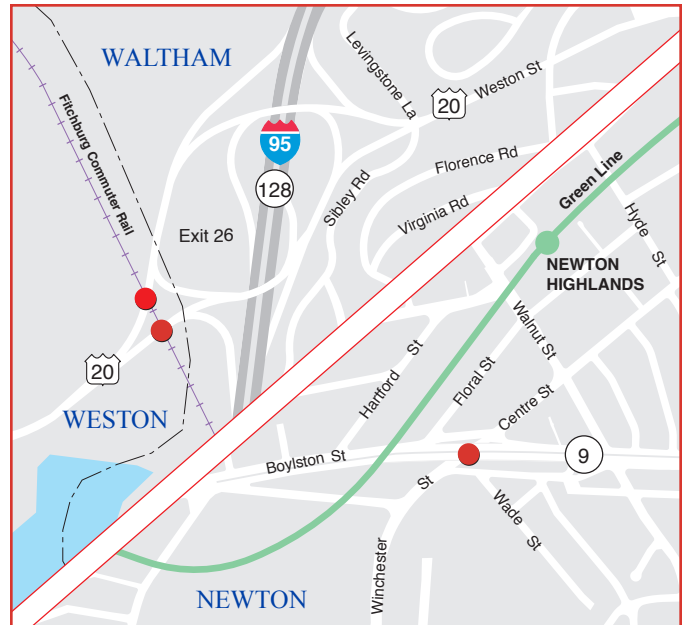 WALTHAM
Levingstone La
20
Weston St
Fitchburg Commuter Rail
95
128
Sibley Rd
Florence Rd
Virginia Rd
Green Line
Exit 26
Hyde St
NEWTON
HIGHLANDS
20
WESTON
Hartford St
Floral St
Walnut St
Centre St
Boylston St
9
Winchester St
Wade St
NEWTON